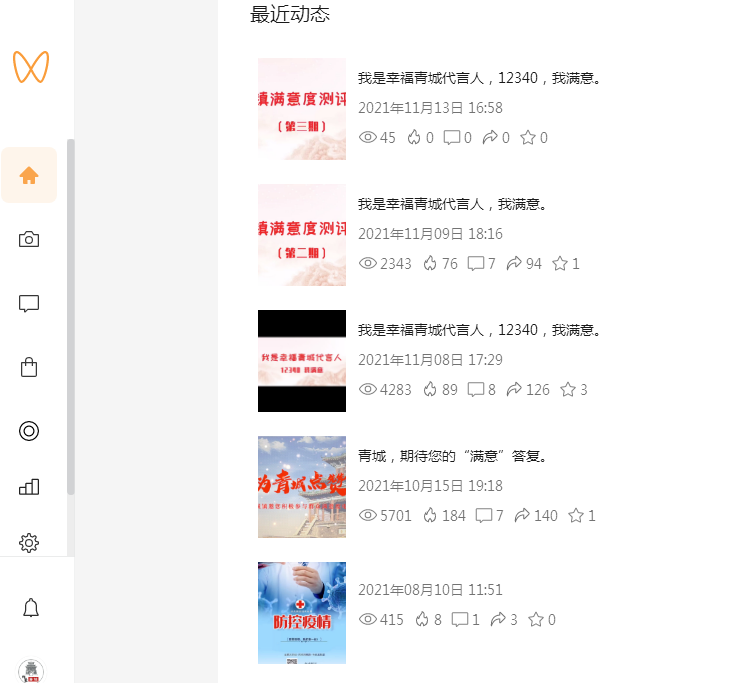 最近动态
镇满意度测评
（第三期）
我是幸福青城代言人，12340，我满意。
2021年11月13日 16:58
45 0 0 0 0
镇满意度测评
（第二期）
我是幸福青城代言人，我满意。
2021年11月09日 18:16
2343 76 7 94 1
我是幸福青城代言人
12340 我满意
我是幸福青城代言人，12340，我满意。
2021年11月08日 17:29
4283 89 8 126 3
为青城点赞
青城，期待您的“满意”答复。
2021年10月15日 19:18
5701 184 7 140 1
防控疫情
2021年08月10日 11:51
415 8 1 3 0